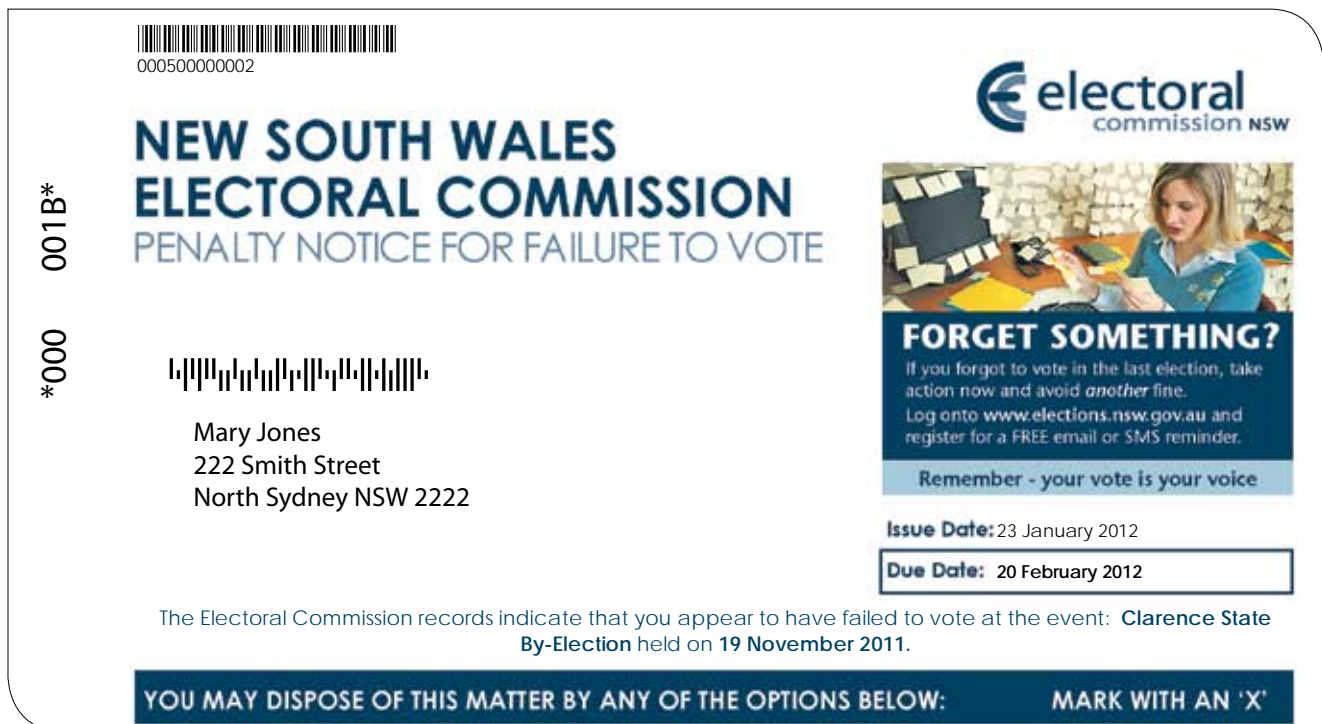 000500000002
electoral
commission NSW
NEW SOUTH WALES
ELECTORAL COMMISSION
PENALTY NOTICE FOR FAILURE TO VOTE
*000 001B*
FORGET SOMETHING?
If you forgot to vote in the last election, take
action now and avoid another fine.
Log onto www.elections.nsw.gov.au and
register for a FREE email or SMS reminder.
Remember - your vote is your voice
Mary Jones
222 Smith Street
North Sydney NSW 2222
Issue Date: 23 January 2012
Due Date: 20 February 2012
The Electoral Commission records indicate that you appear to have failed to vote at the event: Clarence State
By-Election held on 19 November 2011.
YOU MAY DISPOSE OF THIS MATTER BY ANY OF THE OPTIONS BELOW: MARK WITH AN 'X'